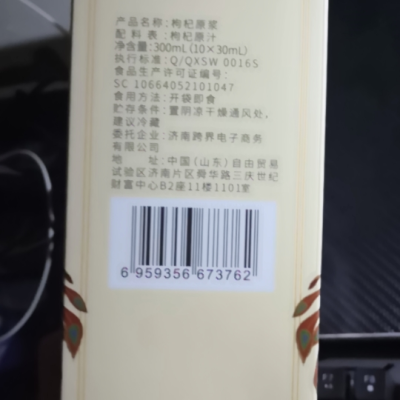 产品名称：枸杞原浆
配 料 表：枸杞原汁
净含量：300mL(10×30mL)
执行标准：Q/QXSW 0016S
食品生产许可证编号：
SC 10664052101047
食用方法：开袋即食
贮存条件：置阴凉干燥通风处，
建议冷藏
委托企业：济南跨界电子商务
有限公司
地 址：中国（山东）自由贸易
试验区济南片区舜华路三庆世纪
财富中心B2座11楼1101室
6 959356 673762
F7
F8